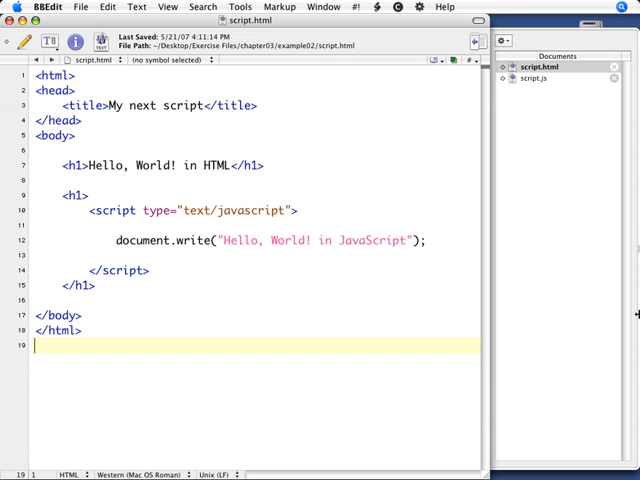 BBEdit File Edit Text View Search Tools Markup Window #! Help
script.html
Last Saved: 5/21/07 4:11:14 PM
File Path: ~/Desktop/Exercise Files/chapter03/example02/script.html
script.html (no symbol selected) #
1 <html>
2 <head>
3 <title>My next script</title>
4 </head>
5 <body>
6
7 <h1>Hello, World! in HTML</h1>
8
9 <h1>
10 <script type="text/javascript">
11
12 document.write("Hello, World! in JavaScript");
13
14 </script>
15 </h1>
16
17 </body>
18 </html>
19
19 1 HTML Western (Mac OS Roman) Unix (LF)
Documents
script.html
script.js